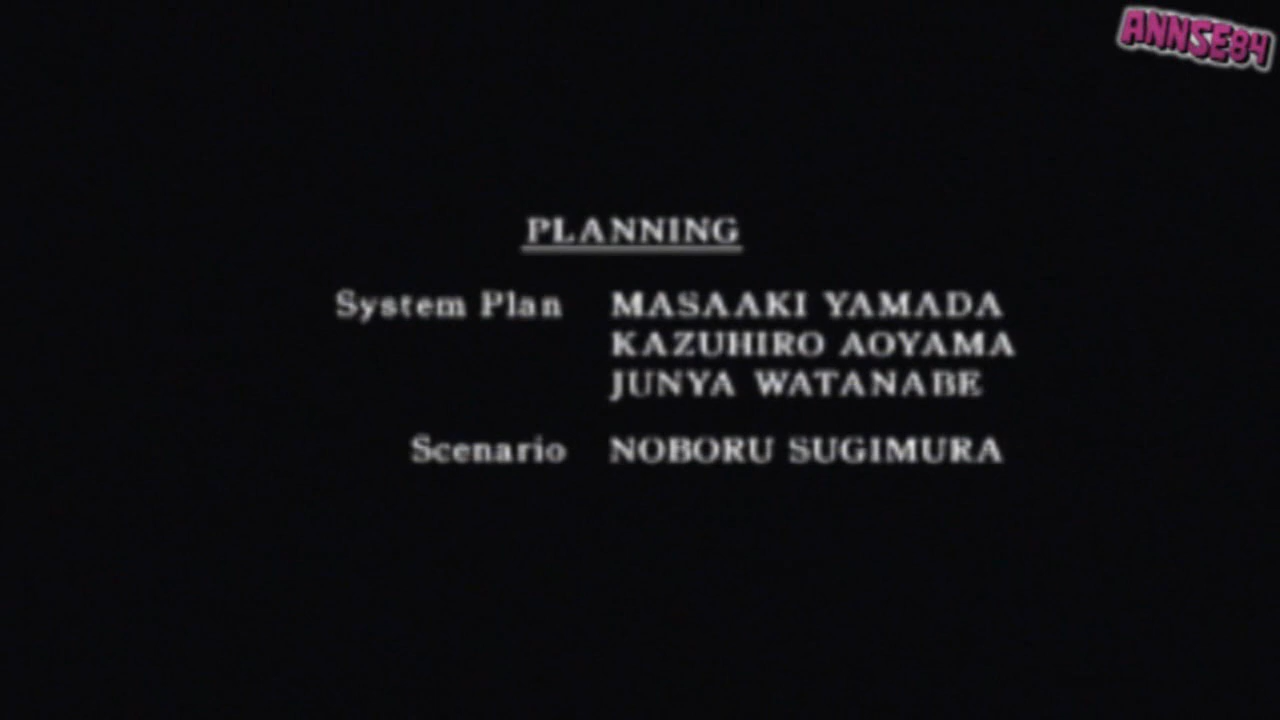 ANNSE84
PLANNING
System Plan MASAAKI YAMADA
KAZUHIRO AOYAMA
JUNYA WATANABE
Scenario NOBORU SUGIMURA